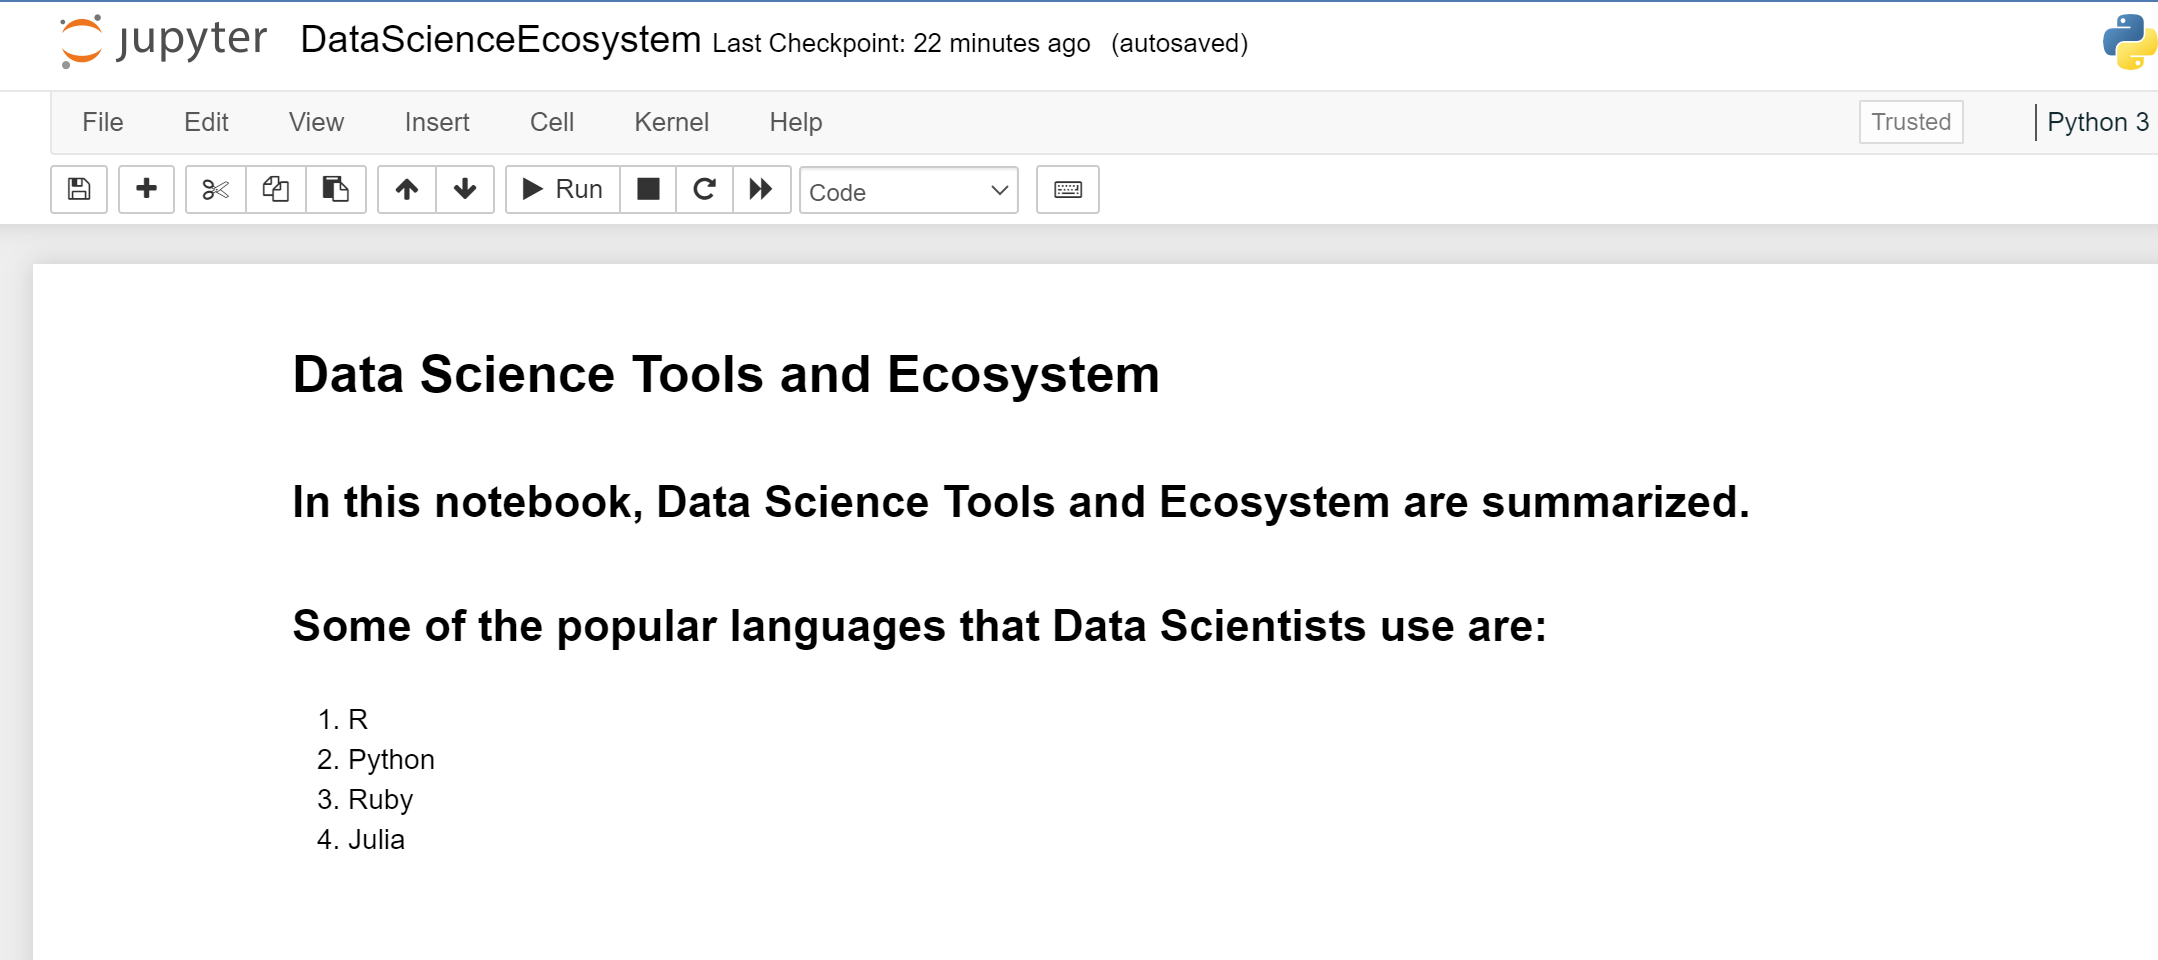 jupyter DataScienceEcosystem Last Checkpoint: 22 minutes ago (autosaved)
File Edit View Insert Cell Kernel Help Trusted Python 3
Run Code
Data Science Tools and Ecosystem
In this notebook, Data Science Tools and Ecosystem are summarized.
Some of the popular languages that Data Scientists use are:
1. R
2. Python
3. Ruby
4. Julia